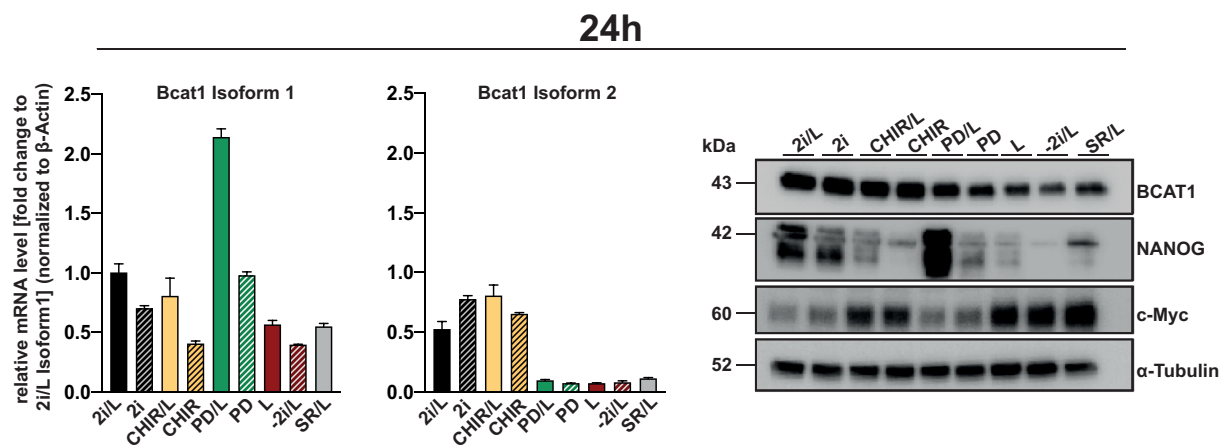 24h
relative mRNA level [fold change to
2i/L Isoform1] (normalized to β-Actin)
Bcat1 Isoform 1
2.5
2.0
1.5
1.0
0.5
0.0
2i/L
2i
CHIR/L
CHIR
PD/L
PD
L
-2i/L
SR/L
Bcat1 Isoform 2
2.5
2.0
1.5
1.0
0.5
0.0
2i/L
2i
CHIR/L
CHIR
PD/L
PD
L
-2i/L
SR/L
kDa
2i/L
2i
CHIR/L
CHIR
PD/L
PD
L
-2i/L
SR/L
43
BCAT1
42
NANOG
60
c-Myc
52
α-Tubulin